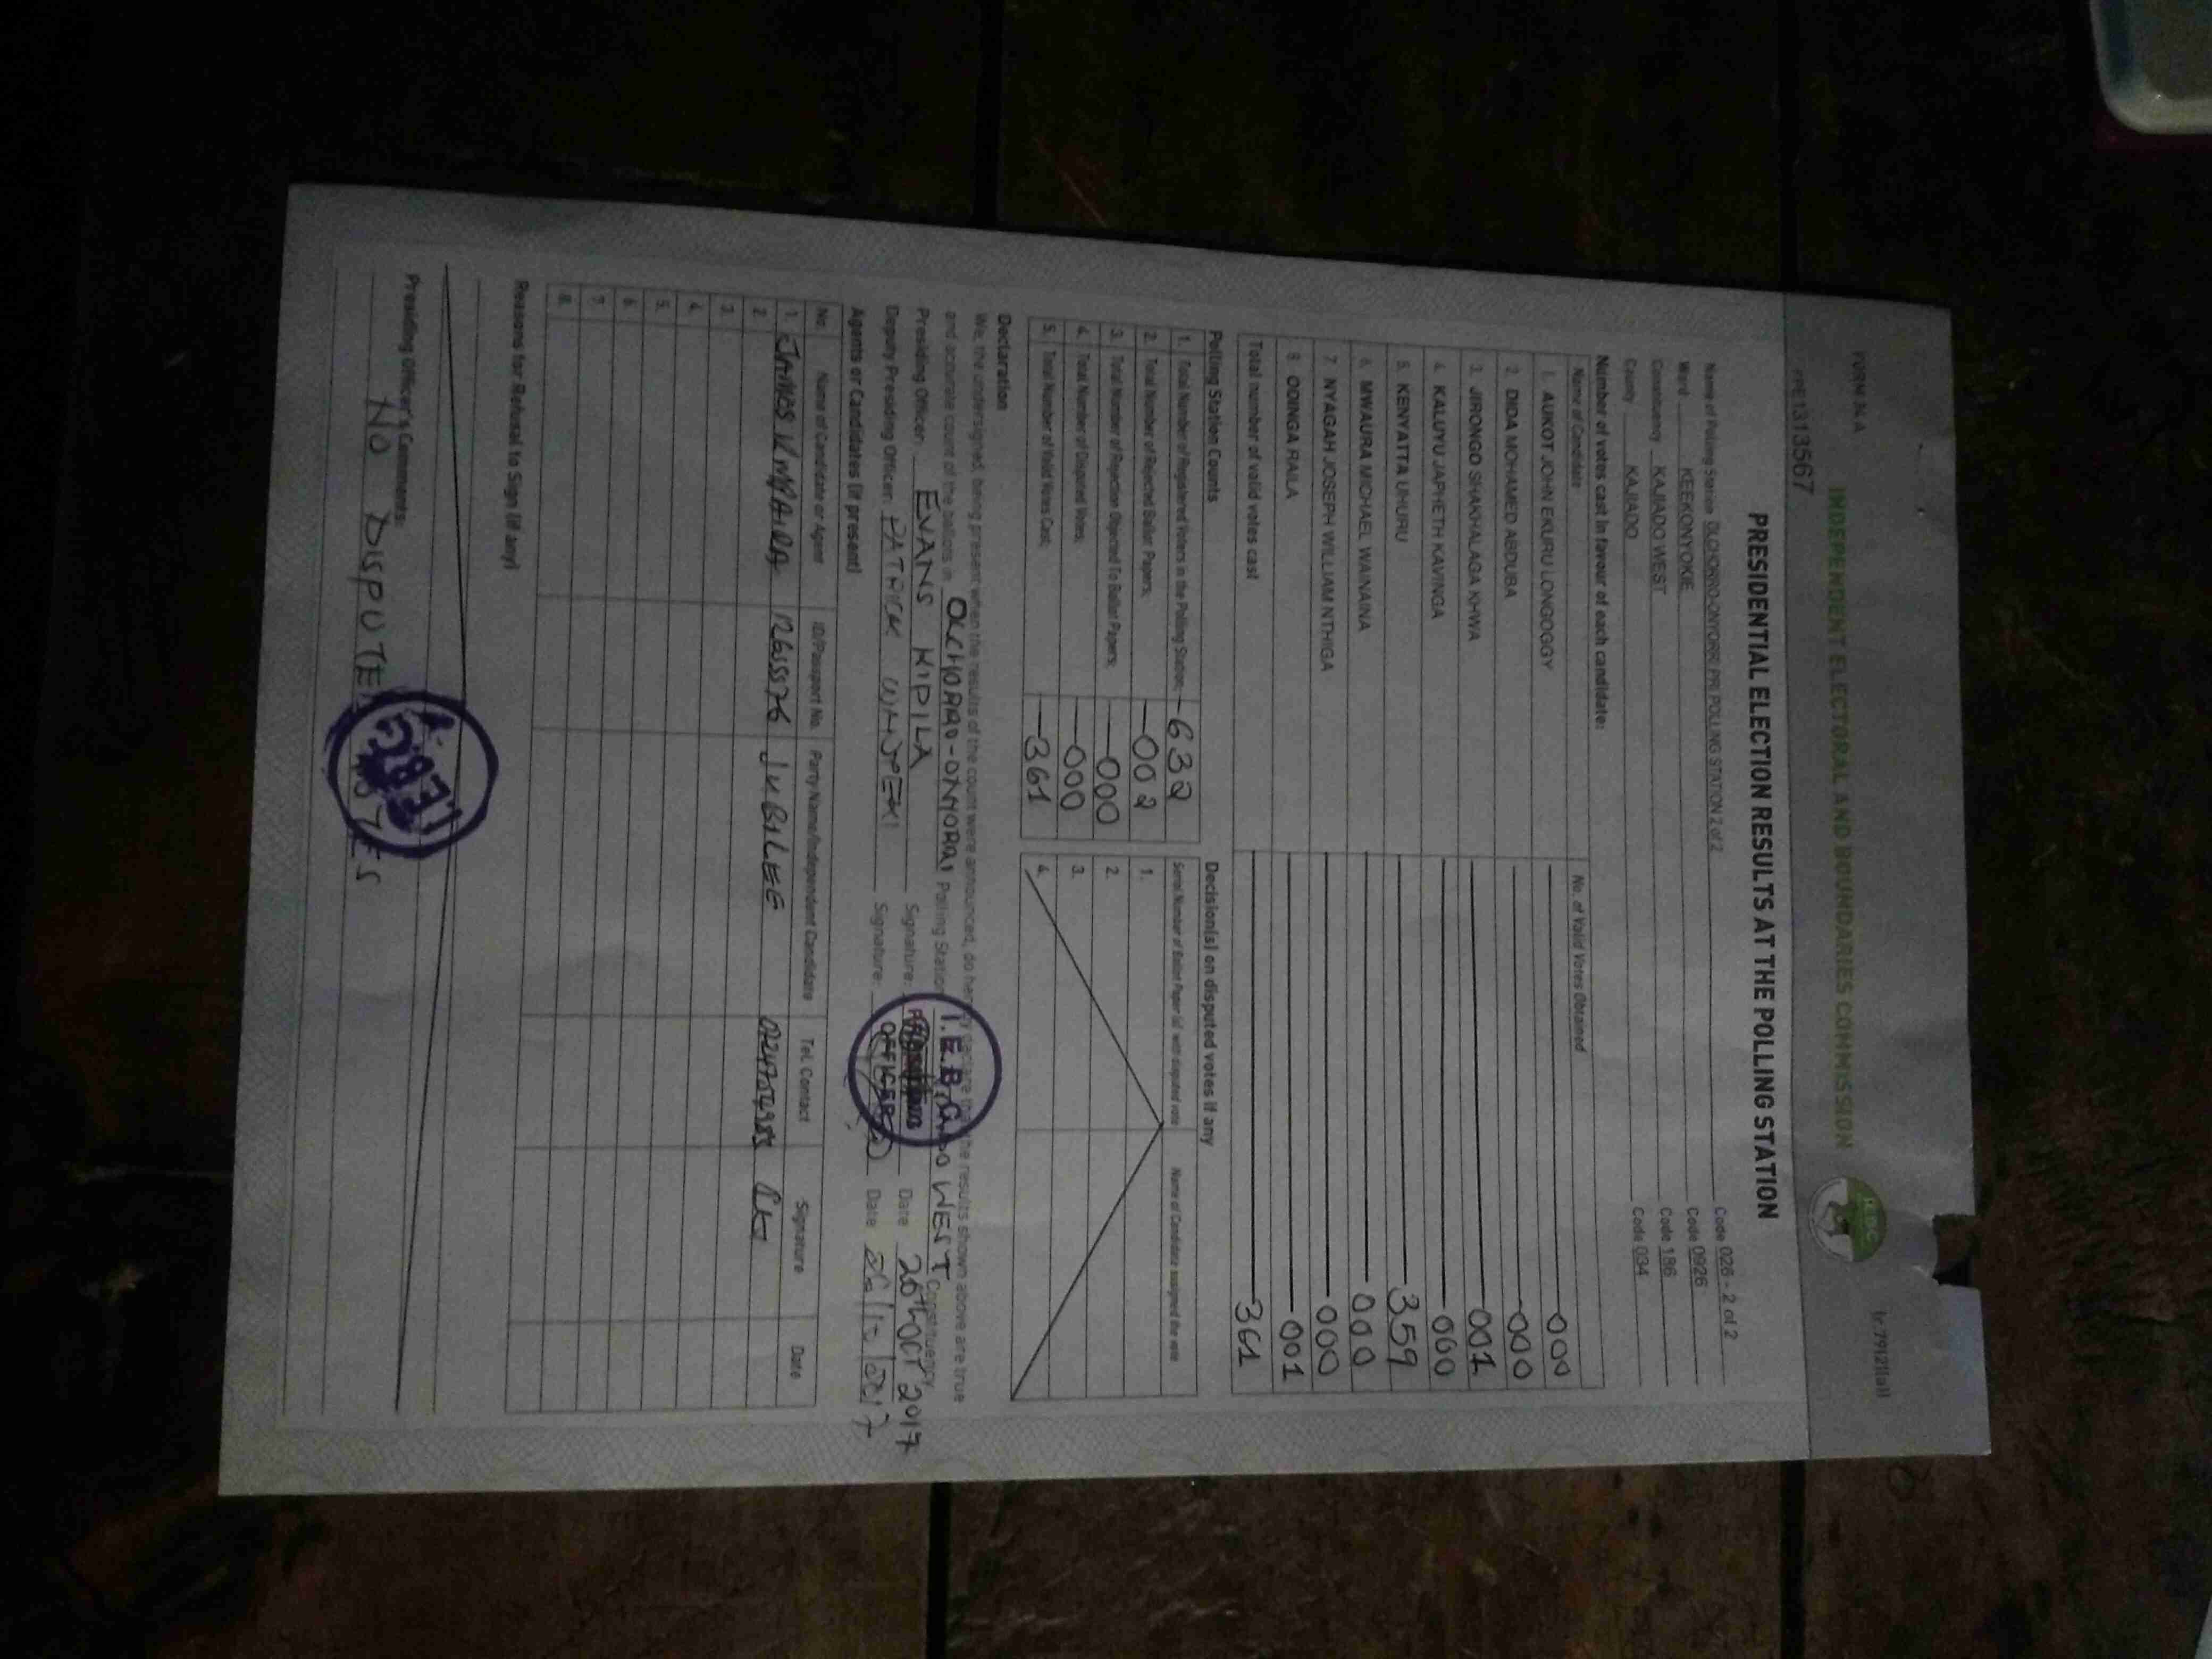 FORM 34 A
INDEPENDENT ELECTORAL AND BOUNDARIES COMMISSION
PPE1313567
PRESIDENTIAL ELECTION RESULTS AT THE POLLING STATION
Name of Polling Station OLCHORRO-ONYORRI PRI POLLING STATION 2 of 2 Code 026 - 2 of 2
Ward KEEKONYOKIE Code 0926
Constituency KAJIADO WEST Code 186
County KAJIADO Code 034
Number of votes cast in favour of each candidate:
Name of Candidate No. of Valid Votes Obtained
1. AUKOT JOHN EKURU LONGOGGY 000
2. DIDA MOHAMED ABDUBA 000
3. JIRONGO SHAKHALAGA KHWA 001
4. KALUYU JAPHETH KAVINGA 000
5. KENYATTA UHURU 359
6. MWAURA MICHAEL WAINAINA 000
7. NYAGAH JOSEPH WILLIAM NTHIGA 000
8. ODINGA RAILA 001
Total number of valid votes cast 361
Polling Station Counts
1. Total Number of Registered Voters in the Polling Station; 632
2. Total Number of Rejected Ballot Papers; 002
3. Total Number of Rejection Objected To Ballot Papers; 000
4. Total Number of Disputed Votes; 000
5. Total Number of Valid Votes Cast; 361
Decision(s) on disputed votes if any
Serial Number of Ballot Paper (s) with disputed vote Name of Candidate assigned the vote
1.
2.
3.
4.
Declaration
We, the undersigned, being present when the results of the count were announced, do hereby declare that the results shown above are true
and accurate count of the ballots in OLCHORRO-ONYORRI Polling Station WEST Constituency
Presiding Officer: EVANS KIPILA Signature: Date 26th OCT 2017
Deputy Presiding Officer: PATRICK Signature: Date 26/10/2017
I.E.B.C
OFFICER
Agents or Candidates (if present)
No. Name of Candidate or Agent ID/Passport No. Party Name/Independent Candidate Tel. Contact Signature Date
1. JAMES 12655576 JUBILEE
2.
3.
4.
5.
6.
7.
8.
Reasons for Refusal to Sign (if any)
Presiding Officer's Comments:
NO DISPUTE
IEBC